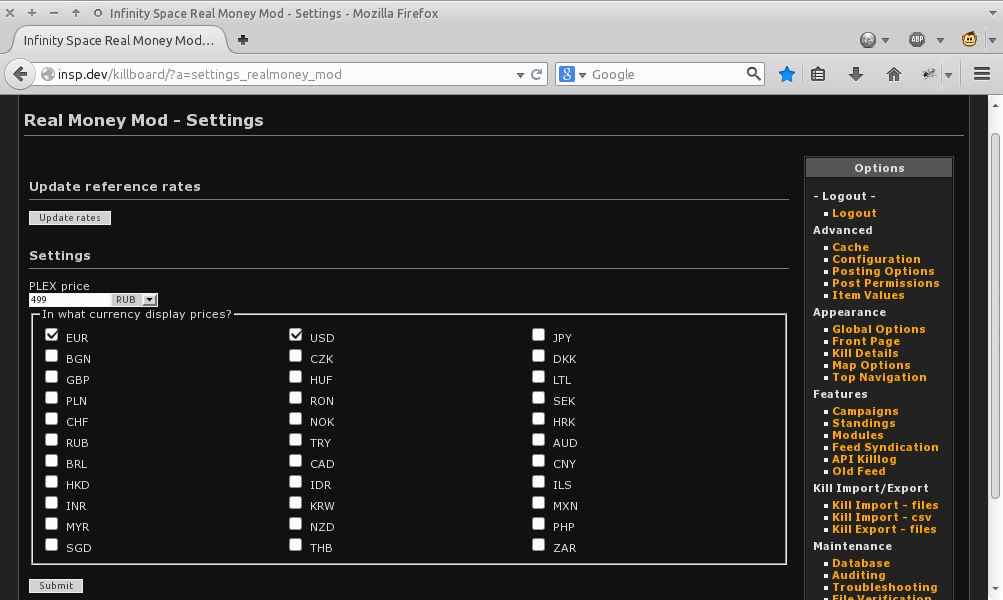 Infinity Space Real Money Mod - Settings - Mozilla Firefox
Infinity Space Real Money Mod...
insp.dev/killboard/?a=settings_realmoney_mod
8 Google
ABP
Real Money Mod - Settings
Update reference rates
Update rates
Settings
PLEX price
499 RUB
In what currency display prices?
EUR USD JPY
BGN CZK DKK
GBP HUF LTL
PLN RON SEK
CHF NOK HRK
RUB TRY AUD
BRL CAD CNY
HKD IDR ILS
INR KRW MXN
MYR NZD PHP
SGD THB ZAR
Submit
Options
- Logout -
Logout
Advanced
Cache
Configuration
Posting Options
Post Permissions
Item Values
Appearance
Global Options
Front Page
Kill Details
Map Options
Top Navigation
Features
Campaigns
Standings
Modules
Feed Syndication
API Killlog
Old Feed
Kill Import/Export
Kill Import - files
Kill Import - csv
Kill Export - files
Maintenance
Database
Auditing
Troubleshooting
File Verification